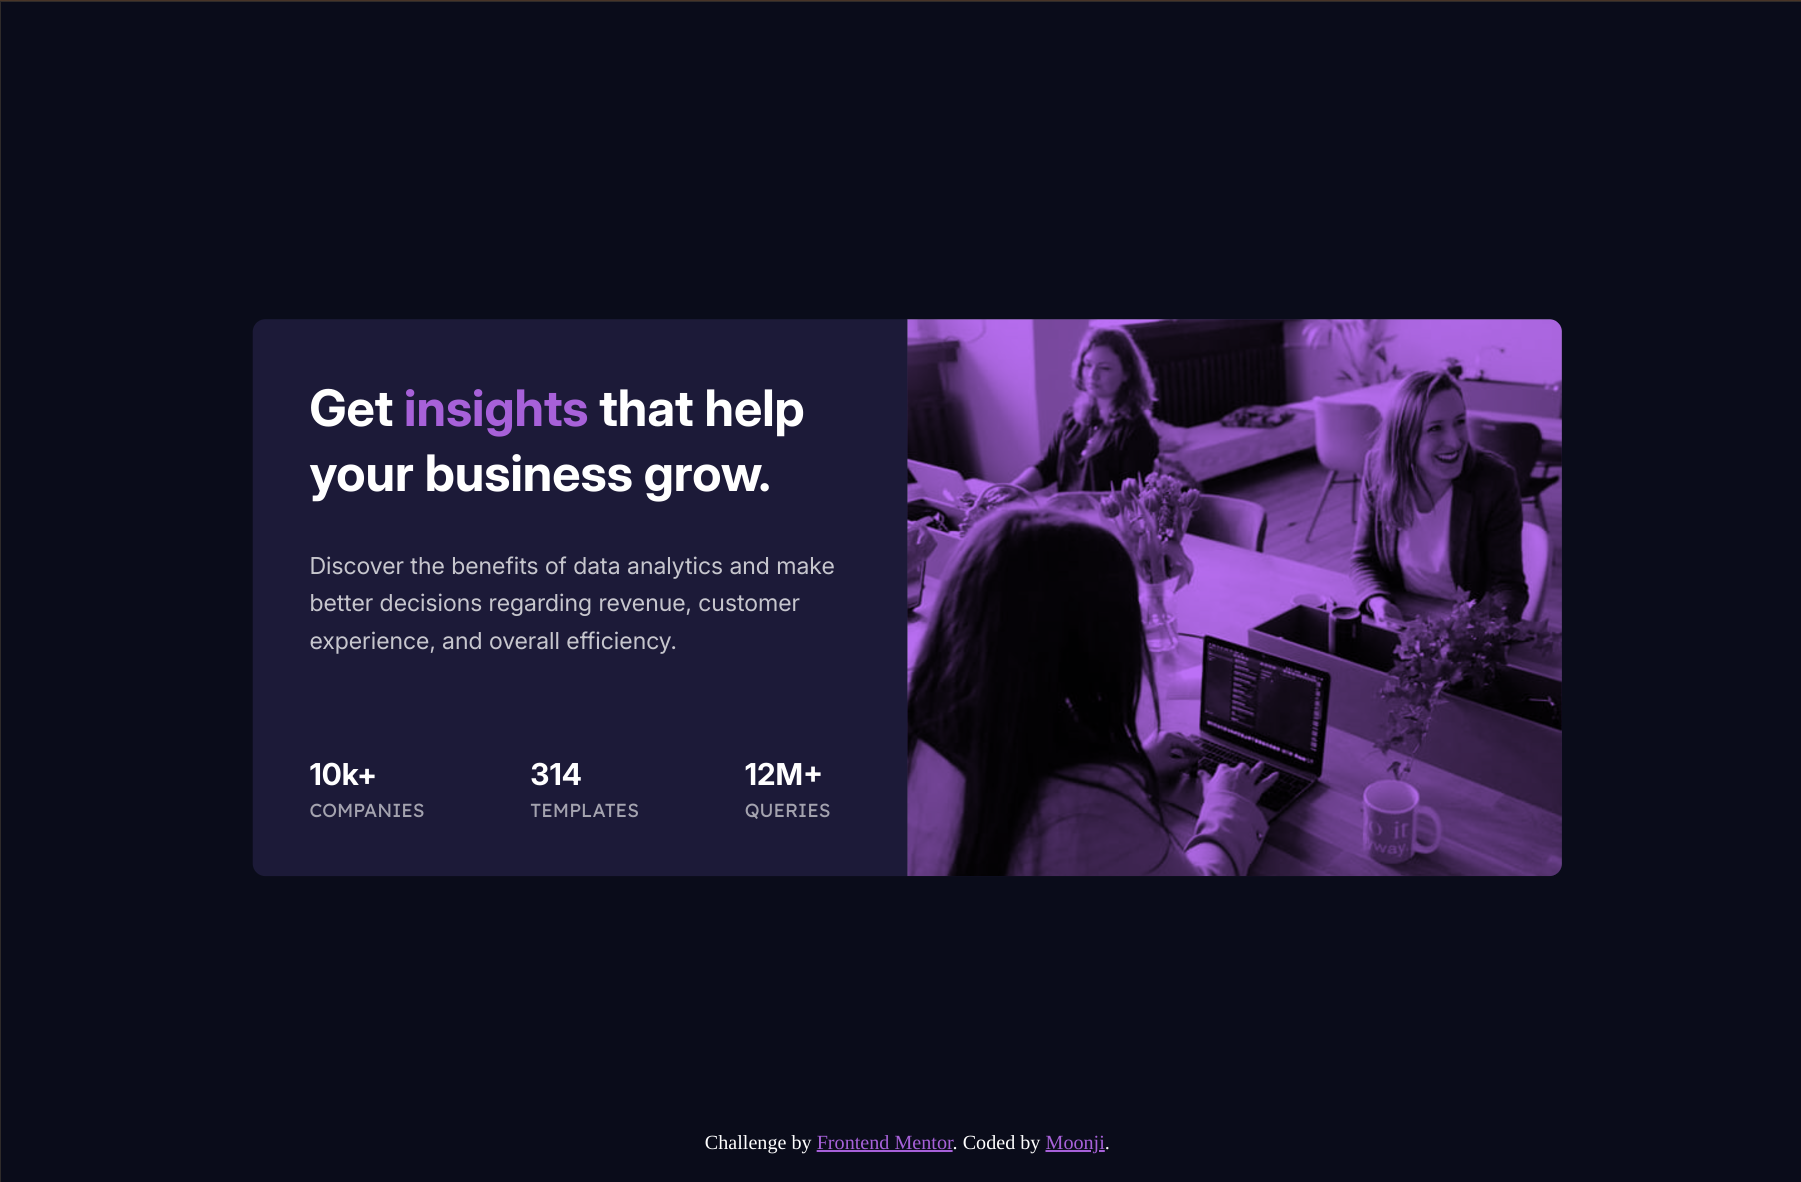 Get insights that help
your business grow.
Discover the benefits of data analytics and make
better decisions regarding revenue, customer
experience, and overall efficiency.
10k+
COMPANIES
314
TEMPLATES
12M+
QUERIES
Challenge by Frontend Mentor. Coded by Moonji.